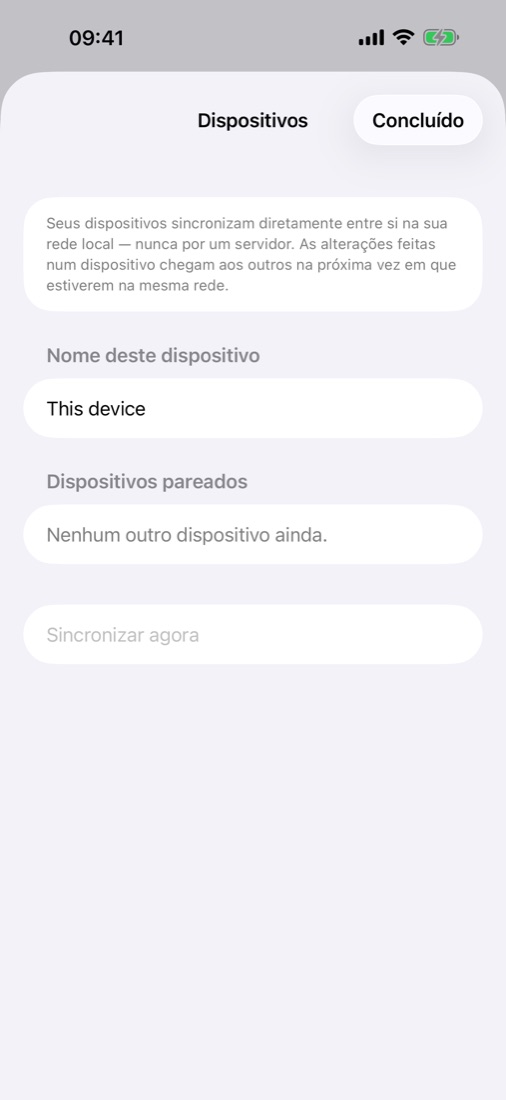 09:41
Dispositivos
Concluído
Seus dispositivos sincronizam diretamente entre si na sua
rede local — nunca por um servidor. As alterações feitas
num dispositivo chegam aos outros na próxima vez em que
estiverem na mesma rede.
Nome deste dispositivo
This device
Dispositivos pareados
Nenhum outro dispositivo ainda.
Sincronizar agora